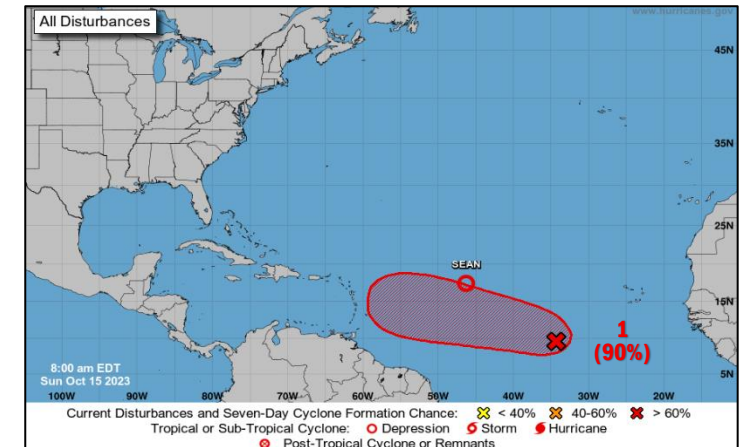 All Disturbances
www.hurricanes.gov
45N
35N
25N
SEAN
15N
1
(90%)
8:00 am EDT
Sun Oct 15 2023
5N
100W 90W 80W 70W 60W 50W 40W 30W 20W
Current Disturbances and Seven-Day Cyclone Formation Chance: < 40% 40-60% > 60%
Tropical or Sub-Tropical Cyclone: Depression Storm Hurricane
Post-Tropical Cyclone or Remnants